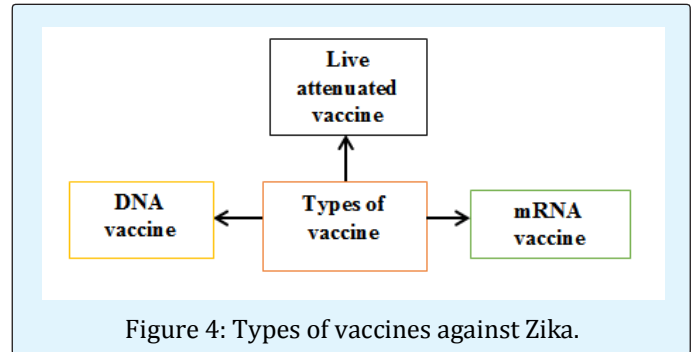 Live
attenuated
vaccine
DNA
vaccine
Types of
vaccine
mRNA
vaccine
Figure 4: Types of vaccines against Zika.